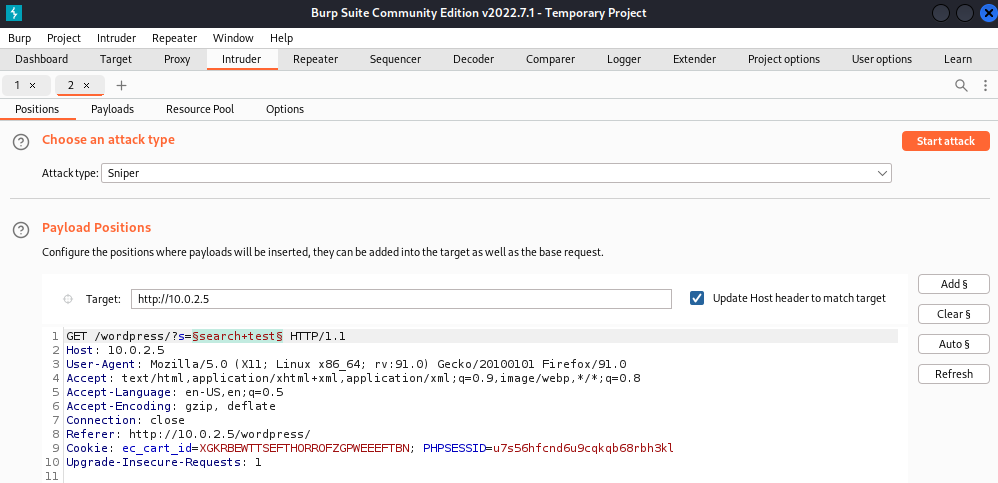 Burp Suite Community Edition v2022.7.1 - Temporary Project
Burp Project Intruder Repeater Window Help
Dashboard Target Proxy Intruder Repeater Sequencer Decoder Comparer Logger Extender Project options User options Learn
1 × 2 × +
Positions Payloads Resource Pool Options
? Choose an attack type
Start attack
Attack type: Sniper
? Payload Positions
Configure the positions where payloads will be inserted, they can be added into the target as well as the base request.
Target: http://10.0.2.5
Update Host header to match target
Add §
Clear §
Auto §
Refresh
1 GET /wordpress/?s=§search+test§ HTTP/1.1
2 Host: 10.0.2.5
3 User-Agent: Mozilla/5.0 (X11; Linux x86_64; rv:91.0) Gecko/20100101 Firefox/91.0
4 Accept: text/html,application/xhtml+xml,application/xml;q=0.9,image/webp,*/*;q=0.8
5 Accept-Language: en-US,en;q=0.5
6 Accept-Encoding: gzip, deflate
7 Connection: close
8 Referer: http://10.0.2.5/wordpress/
9 Cookie: ec_cart_id=XGKRBEWTTSEFTHORROFZGPWEEEFTBN; PHPSESSID=u7s56hfcnd6u9cqkqb68rbh3kl
10 Upgrade-Insecure-Requests: 1
11